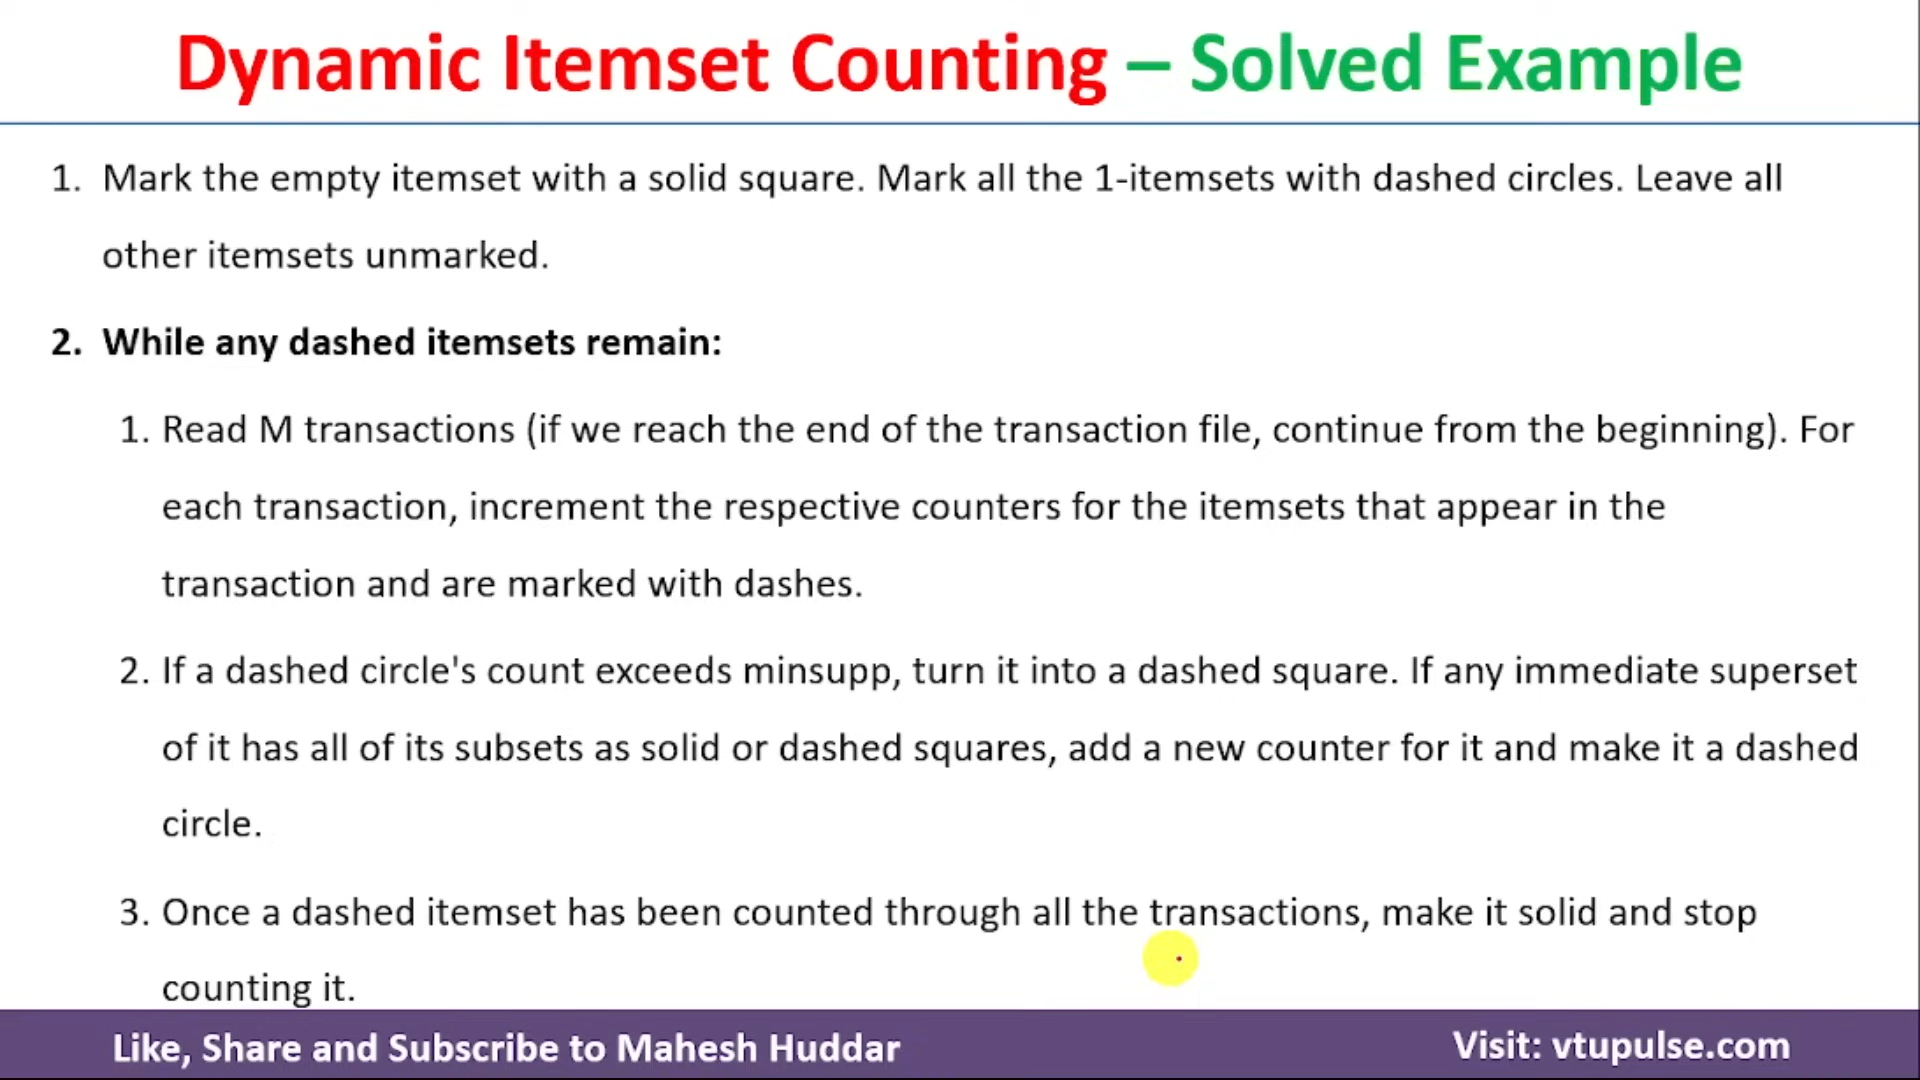 Dynamic Itemset Counting – Solved Example
1. Mark the empty itemset with a solid square. Mark all the 1-itemsets with dashed circles. Leave all
other itemsets unmarked.
2. While any dashed itemsets remain:
1. Read M transactions (if we reach the end of the transaction file, continue from the beginning). For
each transaction, increment the respective counters for the itemsets that appear in the
transaction and are marked with dashes.
2. If a dashed circle's count exceeds minsupp, turn it into a dashed square. If any immediate superset
of it has all of its subsets as solid or dashed squares, add a new counter for it and make it a dashed
circle.
3. Once a dashed itemset has been counted through all the transactions, make it solid and stop
counting it.
Like, Share and Subscribe to Mahesh Huddar
Visit: vtupulse.com